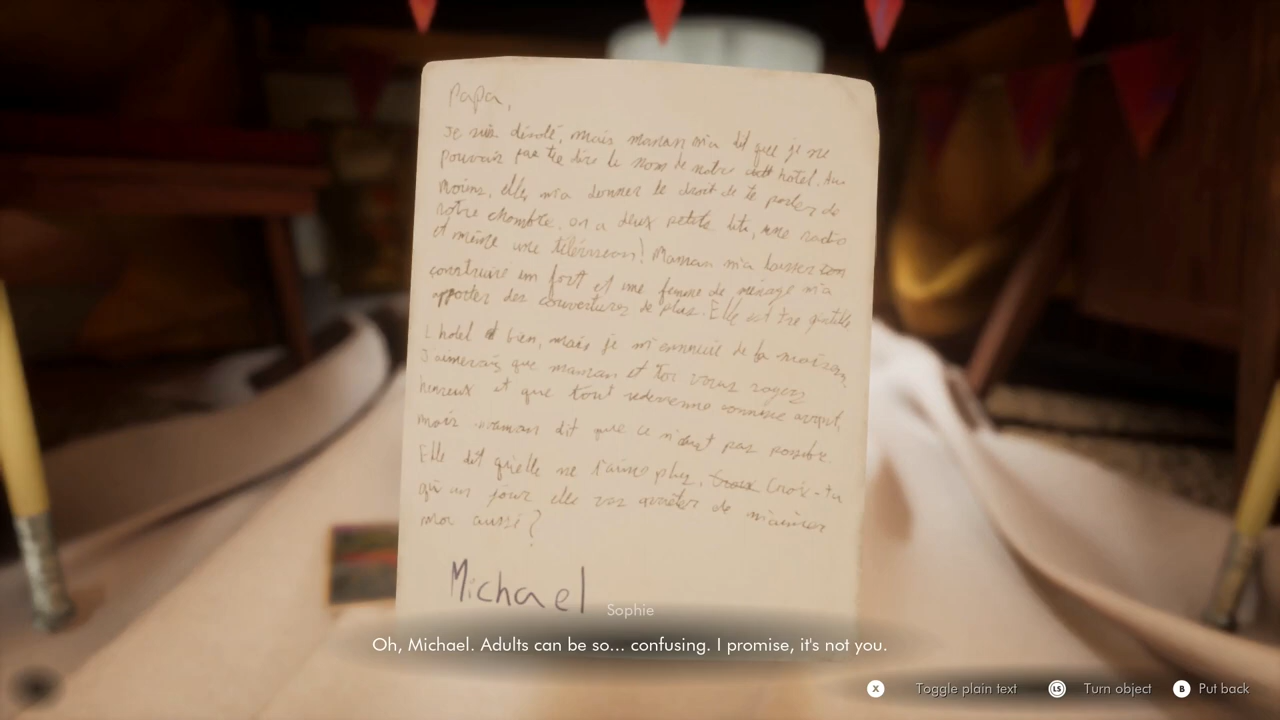 Papa,
Je suis désolé, mais maman m'a dit que je ne
pouvais pas te dire le nom de notre hotel. Au
moins, elle m'a donner le droit de te parler de
notre chambre. on a deux petits lits, une radio
et même une télévision! Maman m'a laisser
construire un fort et une femme de ménage m'a
apporter des couvertures de plus. Elle est tre gentille
L'hotel bien, mais je m'ennuie de la maison.
J'aimerais que maman et toi vous
heureux et que tout redevienne comme avant,
mais maman dit que ce pas possible.
Elle dit qu'elle ne t'aime plus, Crois-tu
qu'un jour elle vas arrêter de m'aimer
moi aussi?
Michael
Sophie
Oh, Michael. Adults can be so... confusing. I promise, it's not you.
X Toggle plain text LS Turn object B Put back